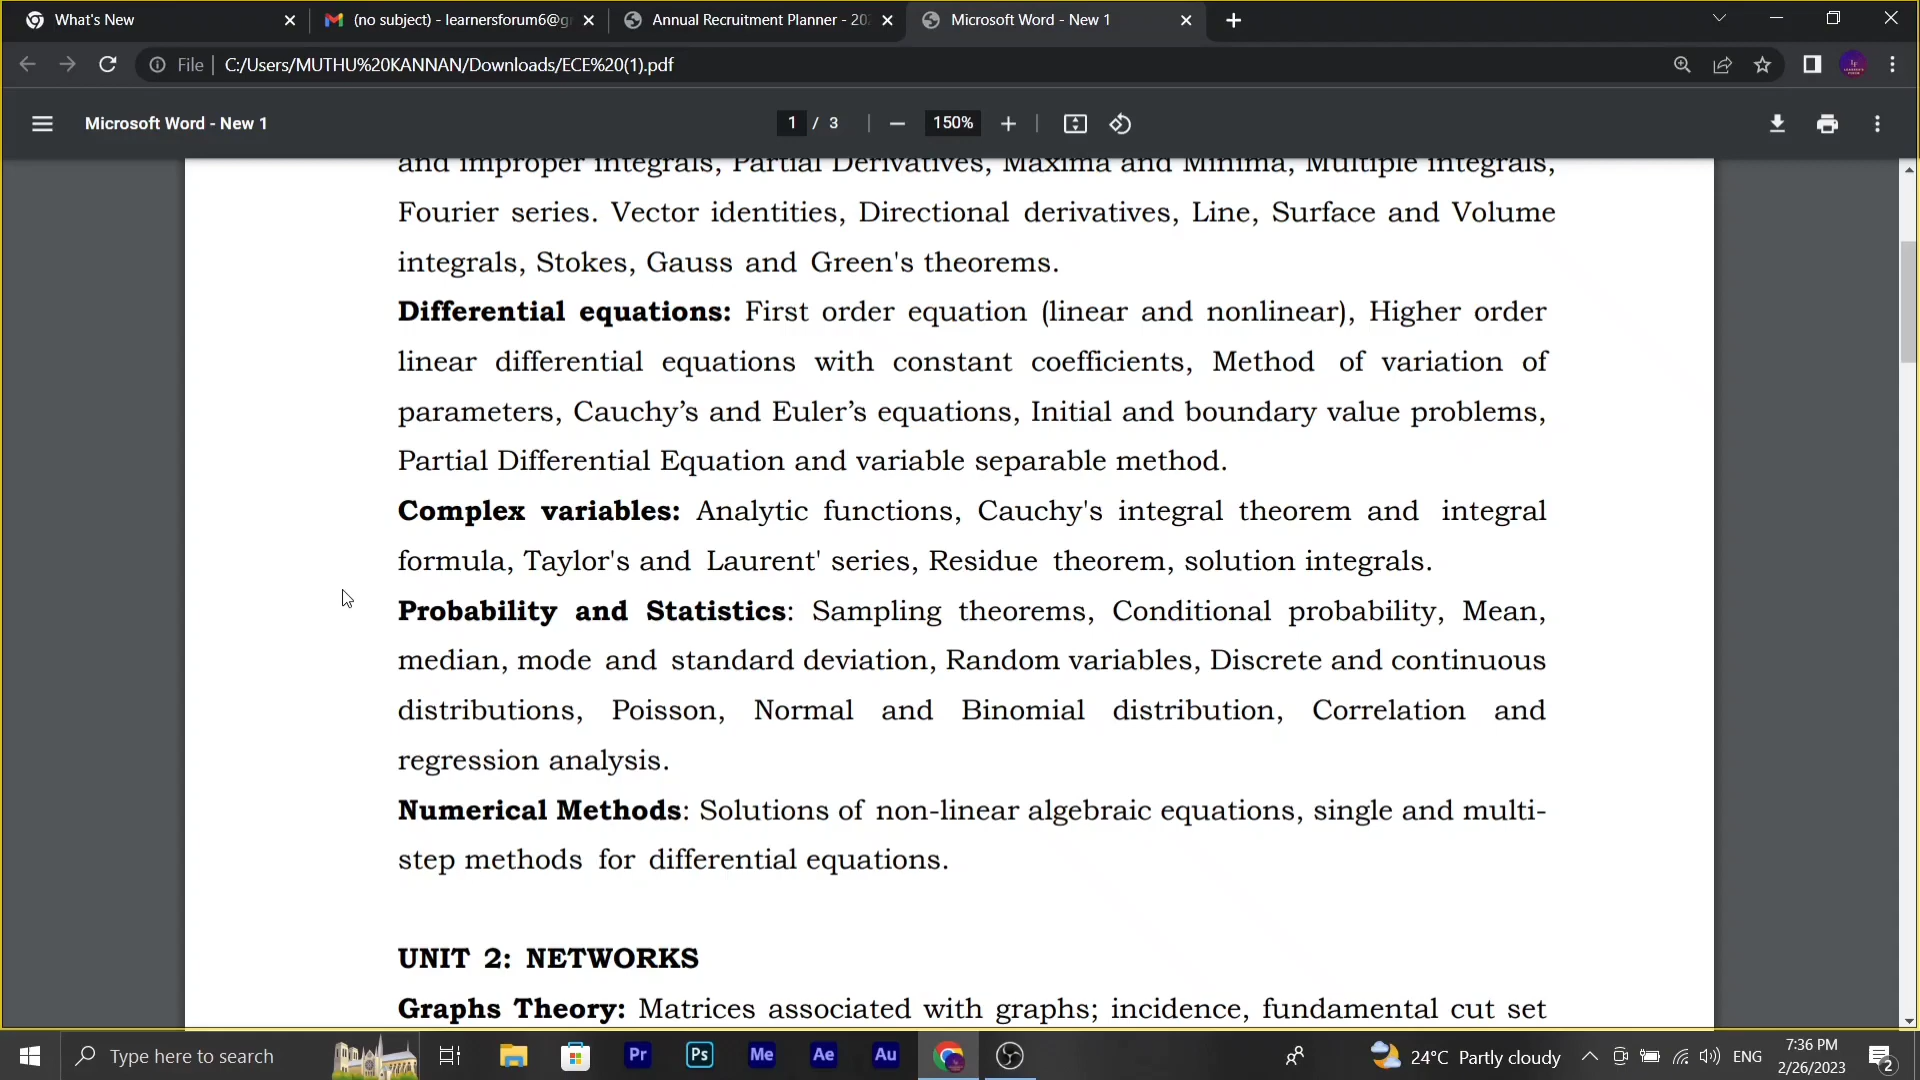 What's New
(no subject) - learnersforum6@g
Annual Recruitment Planner - 202
Microsoft Word - New 1
File
C:/Users/MUTHU%20KANNAN/Downloads/ECE%20(1).pdf
Microsoft Word - New 1
1 / 3
150%
and improper integrals, Partial Derivatives, Maxima and Minima, Multiple integrals,
Fourier series. Vector identities, Directional derivatives, Line, Surface and Volume
integrals, Stokes, Gauss and Green's theorems.
Differential equations: First order equation (linear and nonlinear), Higher order
linear differential equations with constant coefficients, Method of variation of
parameters, Cauchy’s and Euler’s equations, Initial and boundary value problems,
Partial Differential Equation and variable separable method.
Complex variables: Analytic functions, Cauchy's integral theorem and integral
formula, Taylor's and Laurent' series, Residue theorem, solution integrals.
Probability and Statistics: Sampling theorems, Conditional probability, Mean,
median, mode and standard deviation, Random variables, Discrete and continuous
distributions, Poisson, Normal and Binomial distribution, Correlation and
regression analysis.
Numerical Methods: Solutions of non-linear algebraic equations, single and multi-
step methods for differential equations.
UNIT 2: NETWORKS
Graphs Theory: Matrices associated with graphs; incidence, fundamental cut set
Type here to search
Pr
Ps
Me
Ae
Au
24°C Partly cloudy
ENG
7:36 PM
2/26/2023
2